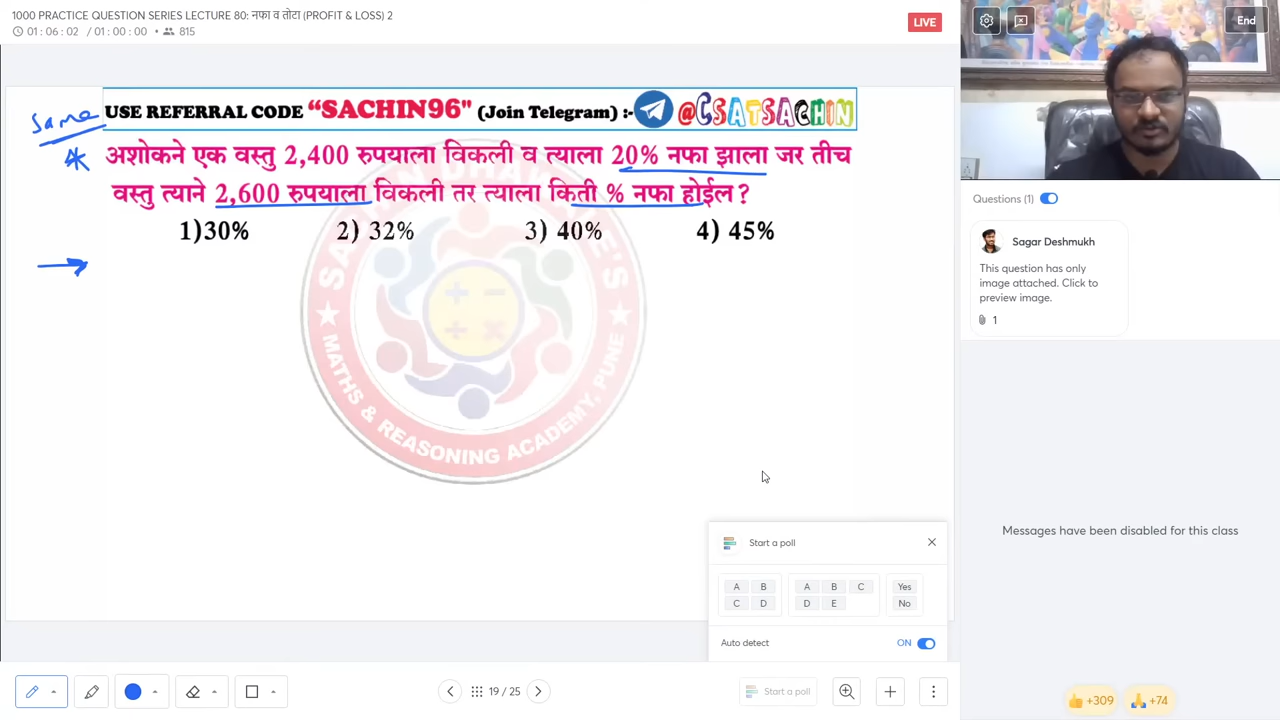 1000 PRACTICE QUESTION SERIES LECTURE 80: नफा व तोटा (PROFIT & LOSS) 2
01 : 06 : 02 / 01 : 00 : 00 • 815
LIVE
End
Same
USE REFERRAL CODE “SACHIN96" (Join Telegram) :- @CSATSACHIN
* अशोकने एक वस्तु 2,400 रुपयाला विकली व त्याला 20% नफा झाला जर तीच
वस्तु त्याने 2,600 रुपयाला विकली तर त्याला किती % नफा होईल ?
1)30% 2) 32% 3) 40% 4) 45%
MATHS & REASONING ACADEMY, PUNE
Questions (1)
Sagar Deshmukh
This question has only
image attached. Click to
preview image.
1
Messages have been disabled for this class
Start a poll
A B A B C Yes
C D D E No
Auto detect ON
19 / 25
Start a poll
+309 +74